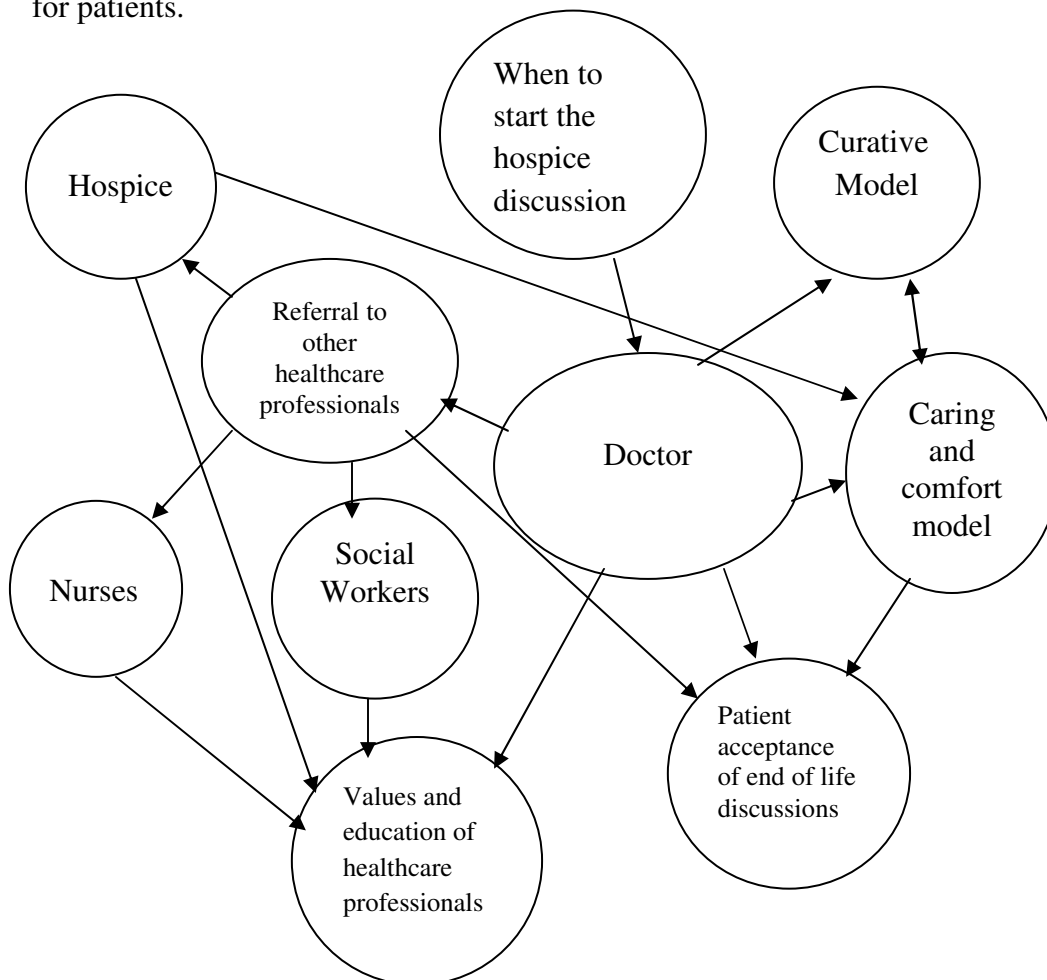 for patients.
When to
start the
hospice
discussion
Curative
Model
Hospice
Referral to
other
healthcare
professionals
Doctor
Caring
and
comfort
model
Nurses
Social
Workers
Patient
acceptance
of end of life
discussions
Values and
education of
healthcare
professionals